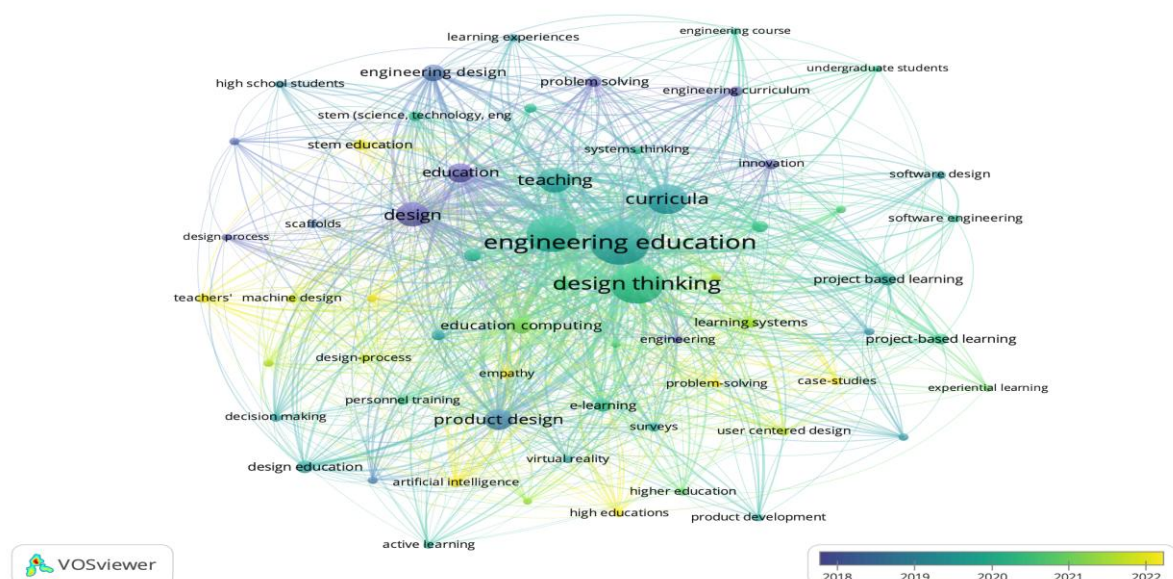 engineering course
learning experiences
undergraduate students
engineering design
high school students
problem solving
engineering curriculum
stem (science, technology, eng
stem education
systems thinking
innovation
education
teaching
software design
curricula
design
scaffolds
software engineering
design process
engineering education
project based learning
design thinking
teachers'
machine design
education computing
learning systems
engineering
project-based learning
design-process
empathy
problem-solving
case-studies
experiential learning
personnel training
e-learning
decision making
product design
surveys
user centered design
design education
virtual reality
artificial intelligence
higher education
high educations
product development
active learning
VOSviewer
2018 2019 2020 2021 2022